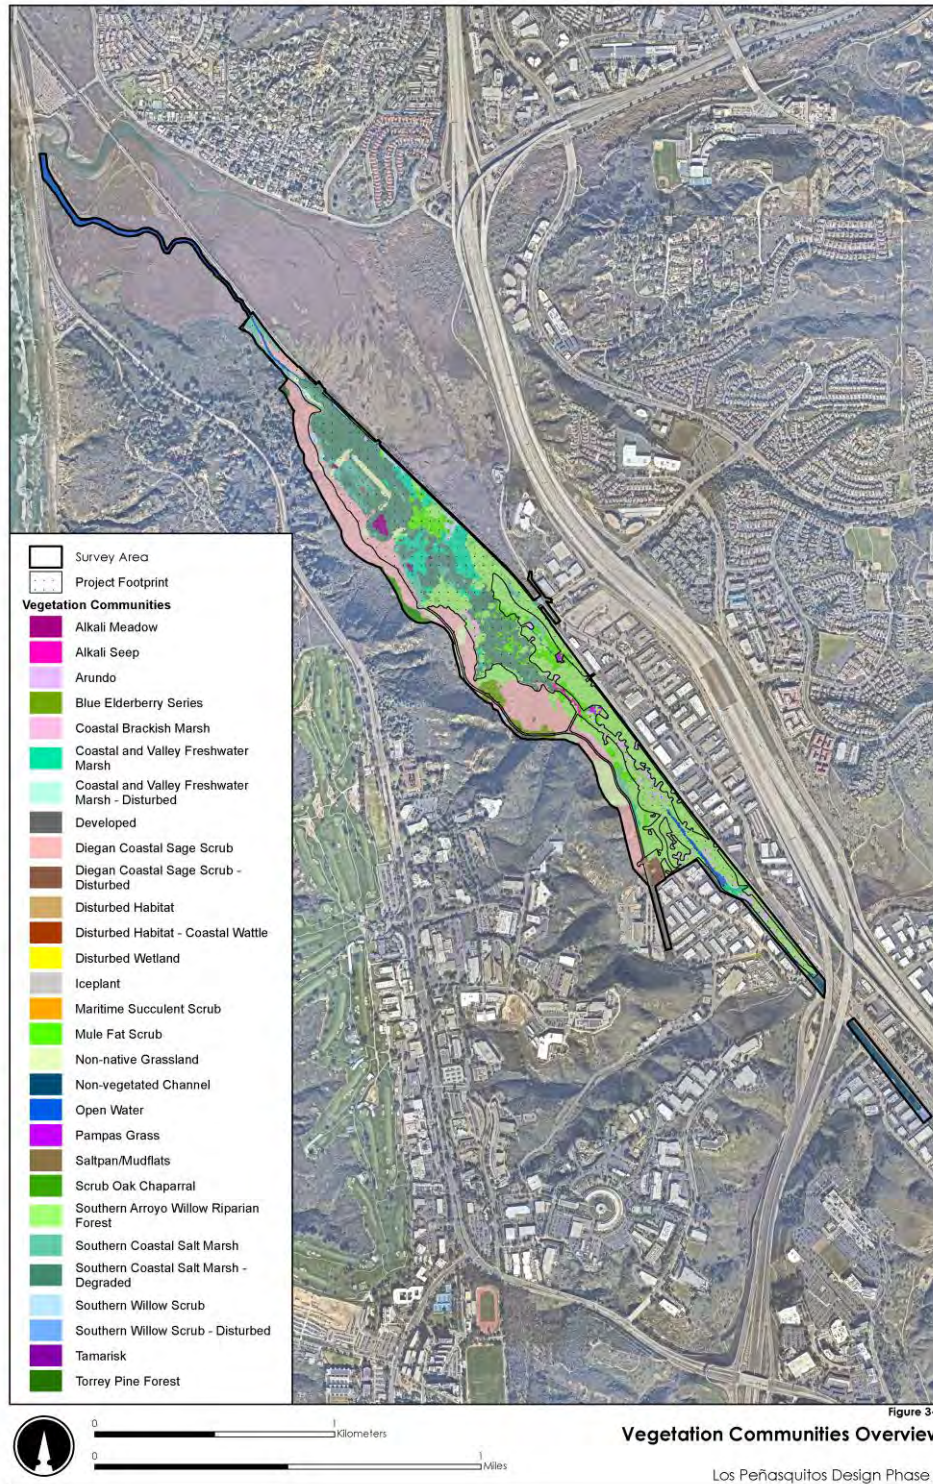 Survey Area
Project Footprint
Vegetation Communities
Alkali Meadow
Alkali Seep
Arundo
Blue Elderberry Series
Coastal Brackish Marsh
Coastal and Valley Freshwater
Marsh
Coastal and Valley Freshwater
Marsh - Disturbed
Developed
Diegan Coastal Sage Scrub
Diegan Coastal Sage Scrub -
Disturbed
Disturbed Habitat
Disturbed Habitat - Coastal Wattle
Disturbed Wetland
Iceplant
Maritime Succulent Scrub
Mule Fat Scrub
Non-native Grassland
Non-vegetated Channel
Open Water
Pampas Grass
Saltpan/Mudflats
Scrub Oak Chaparral
Southern Arroyo Willow Riparian
Forest
Southern Coastal Salt Marsh
Southern Coastal Salt Marsh -
Degraded
Southern Willow Scrub
Southern Willow Scrub - Disturbed
Tamarisk
Torrey Pine Forest
0 1
Kilometers
0 1
Miles
Figure 3-
Vegetation Communities Overview
Los Peñasquitos Design Phase